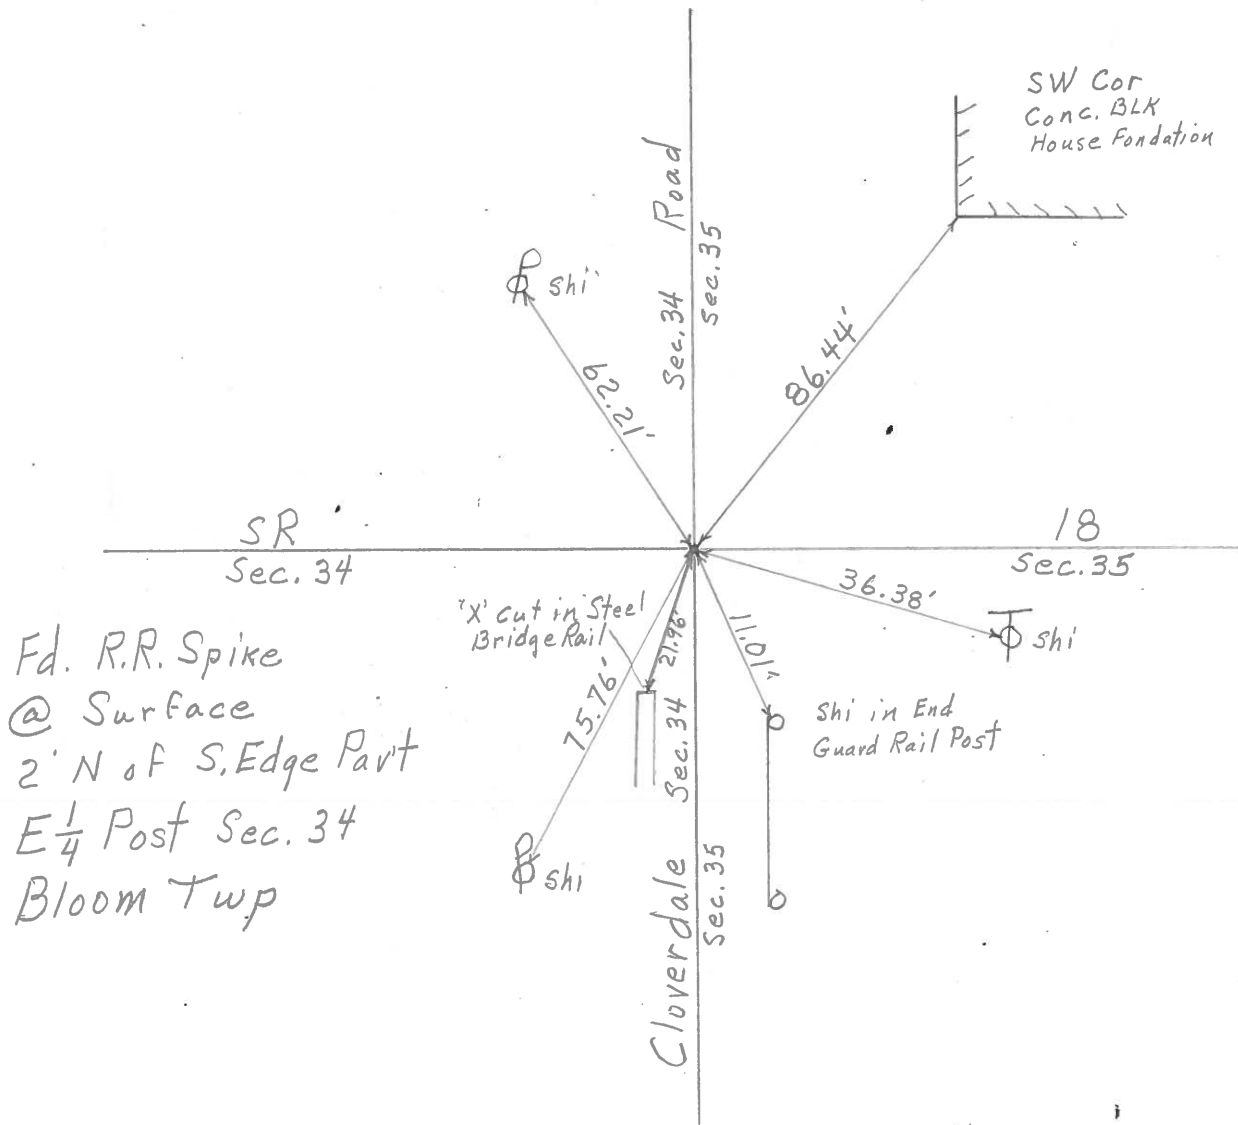 SW Cor
Conc. BLK
House Fondation
Road
Sec. 34
Sec. 35
shi
62.21'
86.44'
SR
18
Sec. 34
Sec. 35
36.38'
shi
"X" cut in Steel
Bridge Rail
21.96'
11.01'
75.76'
Shi in End
Guard Rail Post
Sec. 34
Sec. 35
Cloverdale
shi
Fd. R.R. Spike
@ Surface
2' N of S. Edge Pav't
E 1/4 Post Sec. 34
Bloom Twp